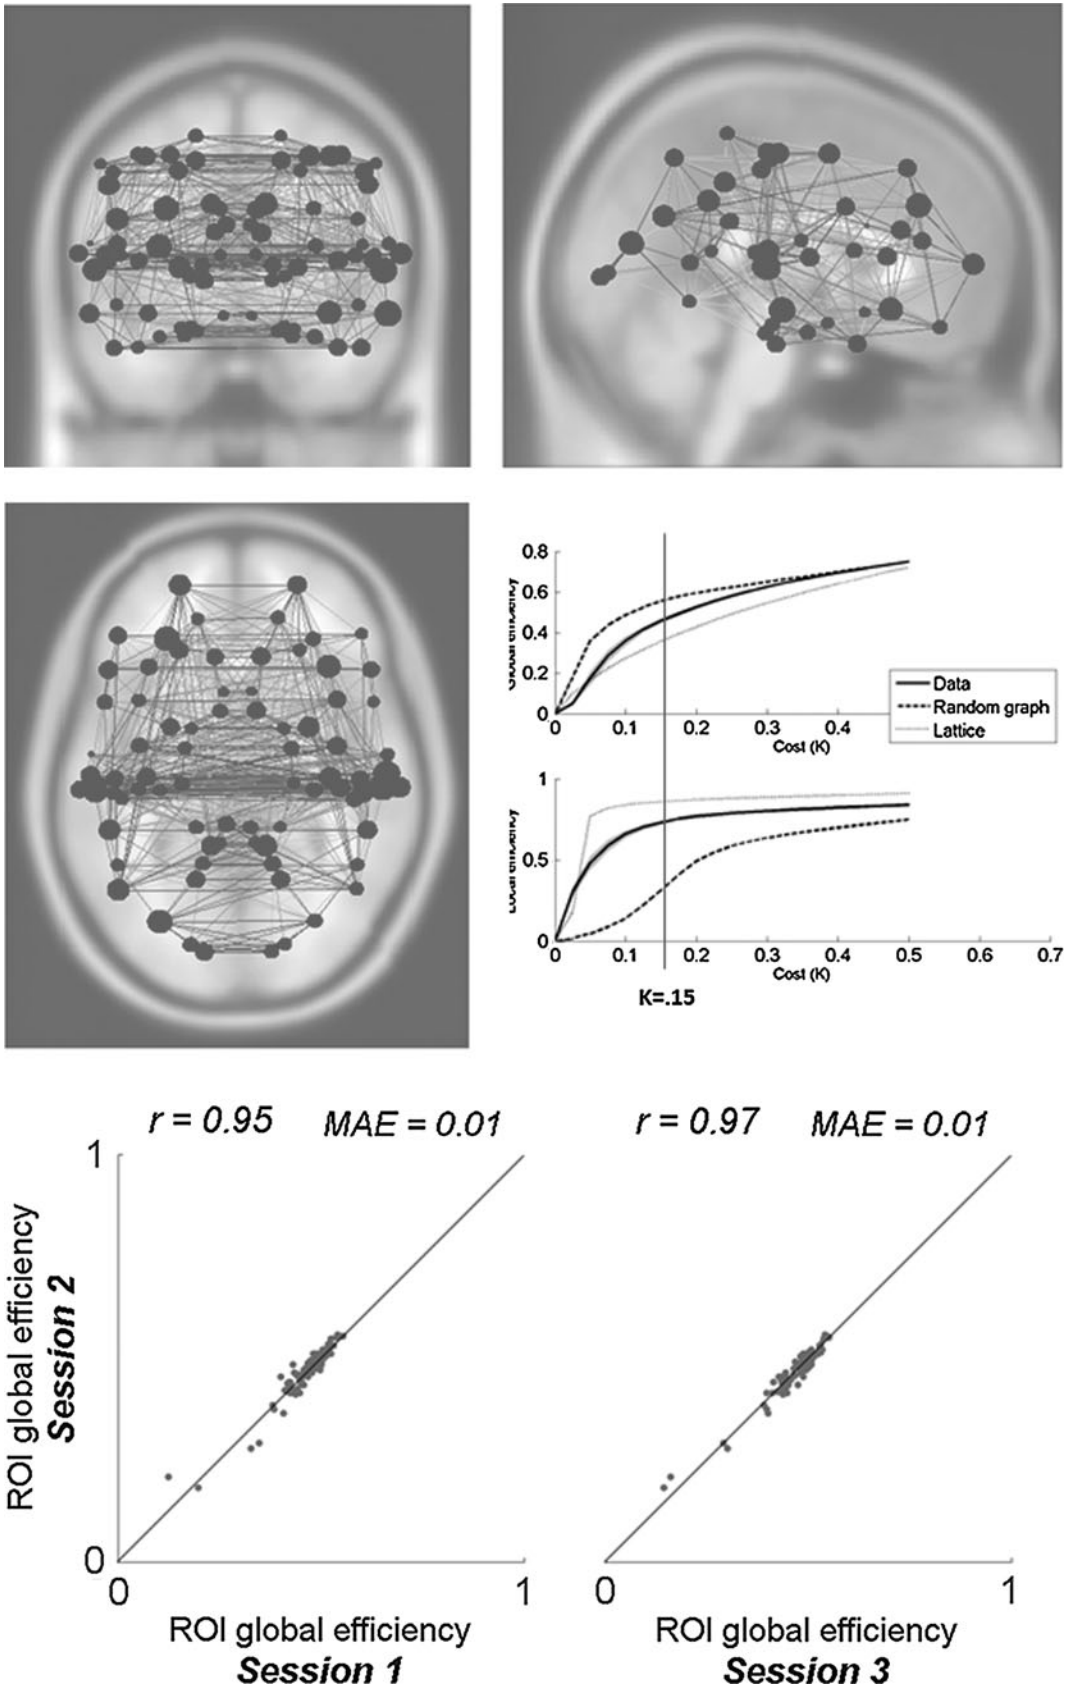 0.8
0.6
0.4
0.2
0
0 0.1 0.2 0.3 0.4
Cost (K)
Data
Random graph
Lattice
1
0.5
0
0 0.1 0.2 0.3 0.4 0.5 0.6 0.7
Cost (K)
K=.15
r = 0.95 MAE = 0.01
r = 0.97 MAE = 0.01
1
0
ROI global efficiency
Session 2
0 1
ROI global efficiency
Session 1
0 1
ROI global efficiency
Session 3